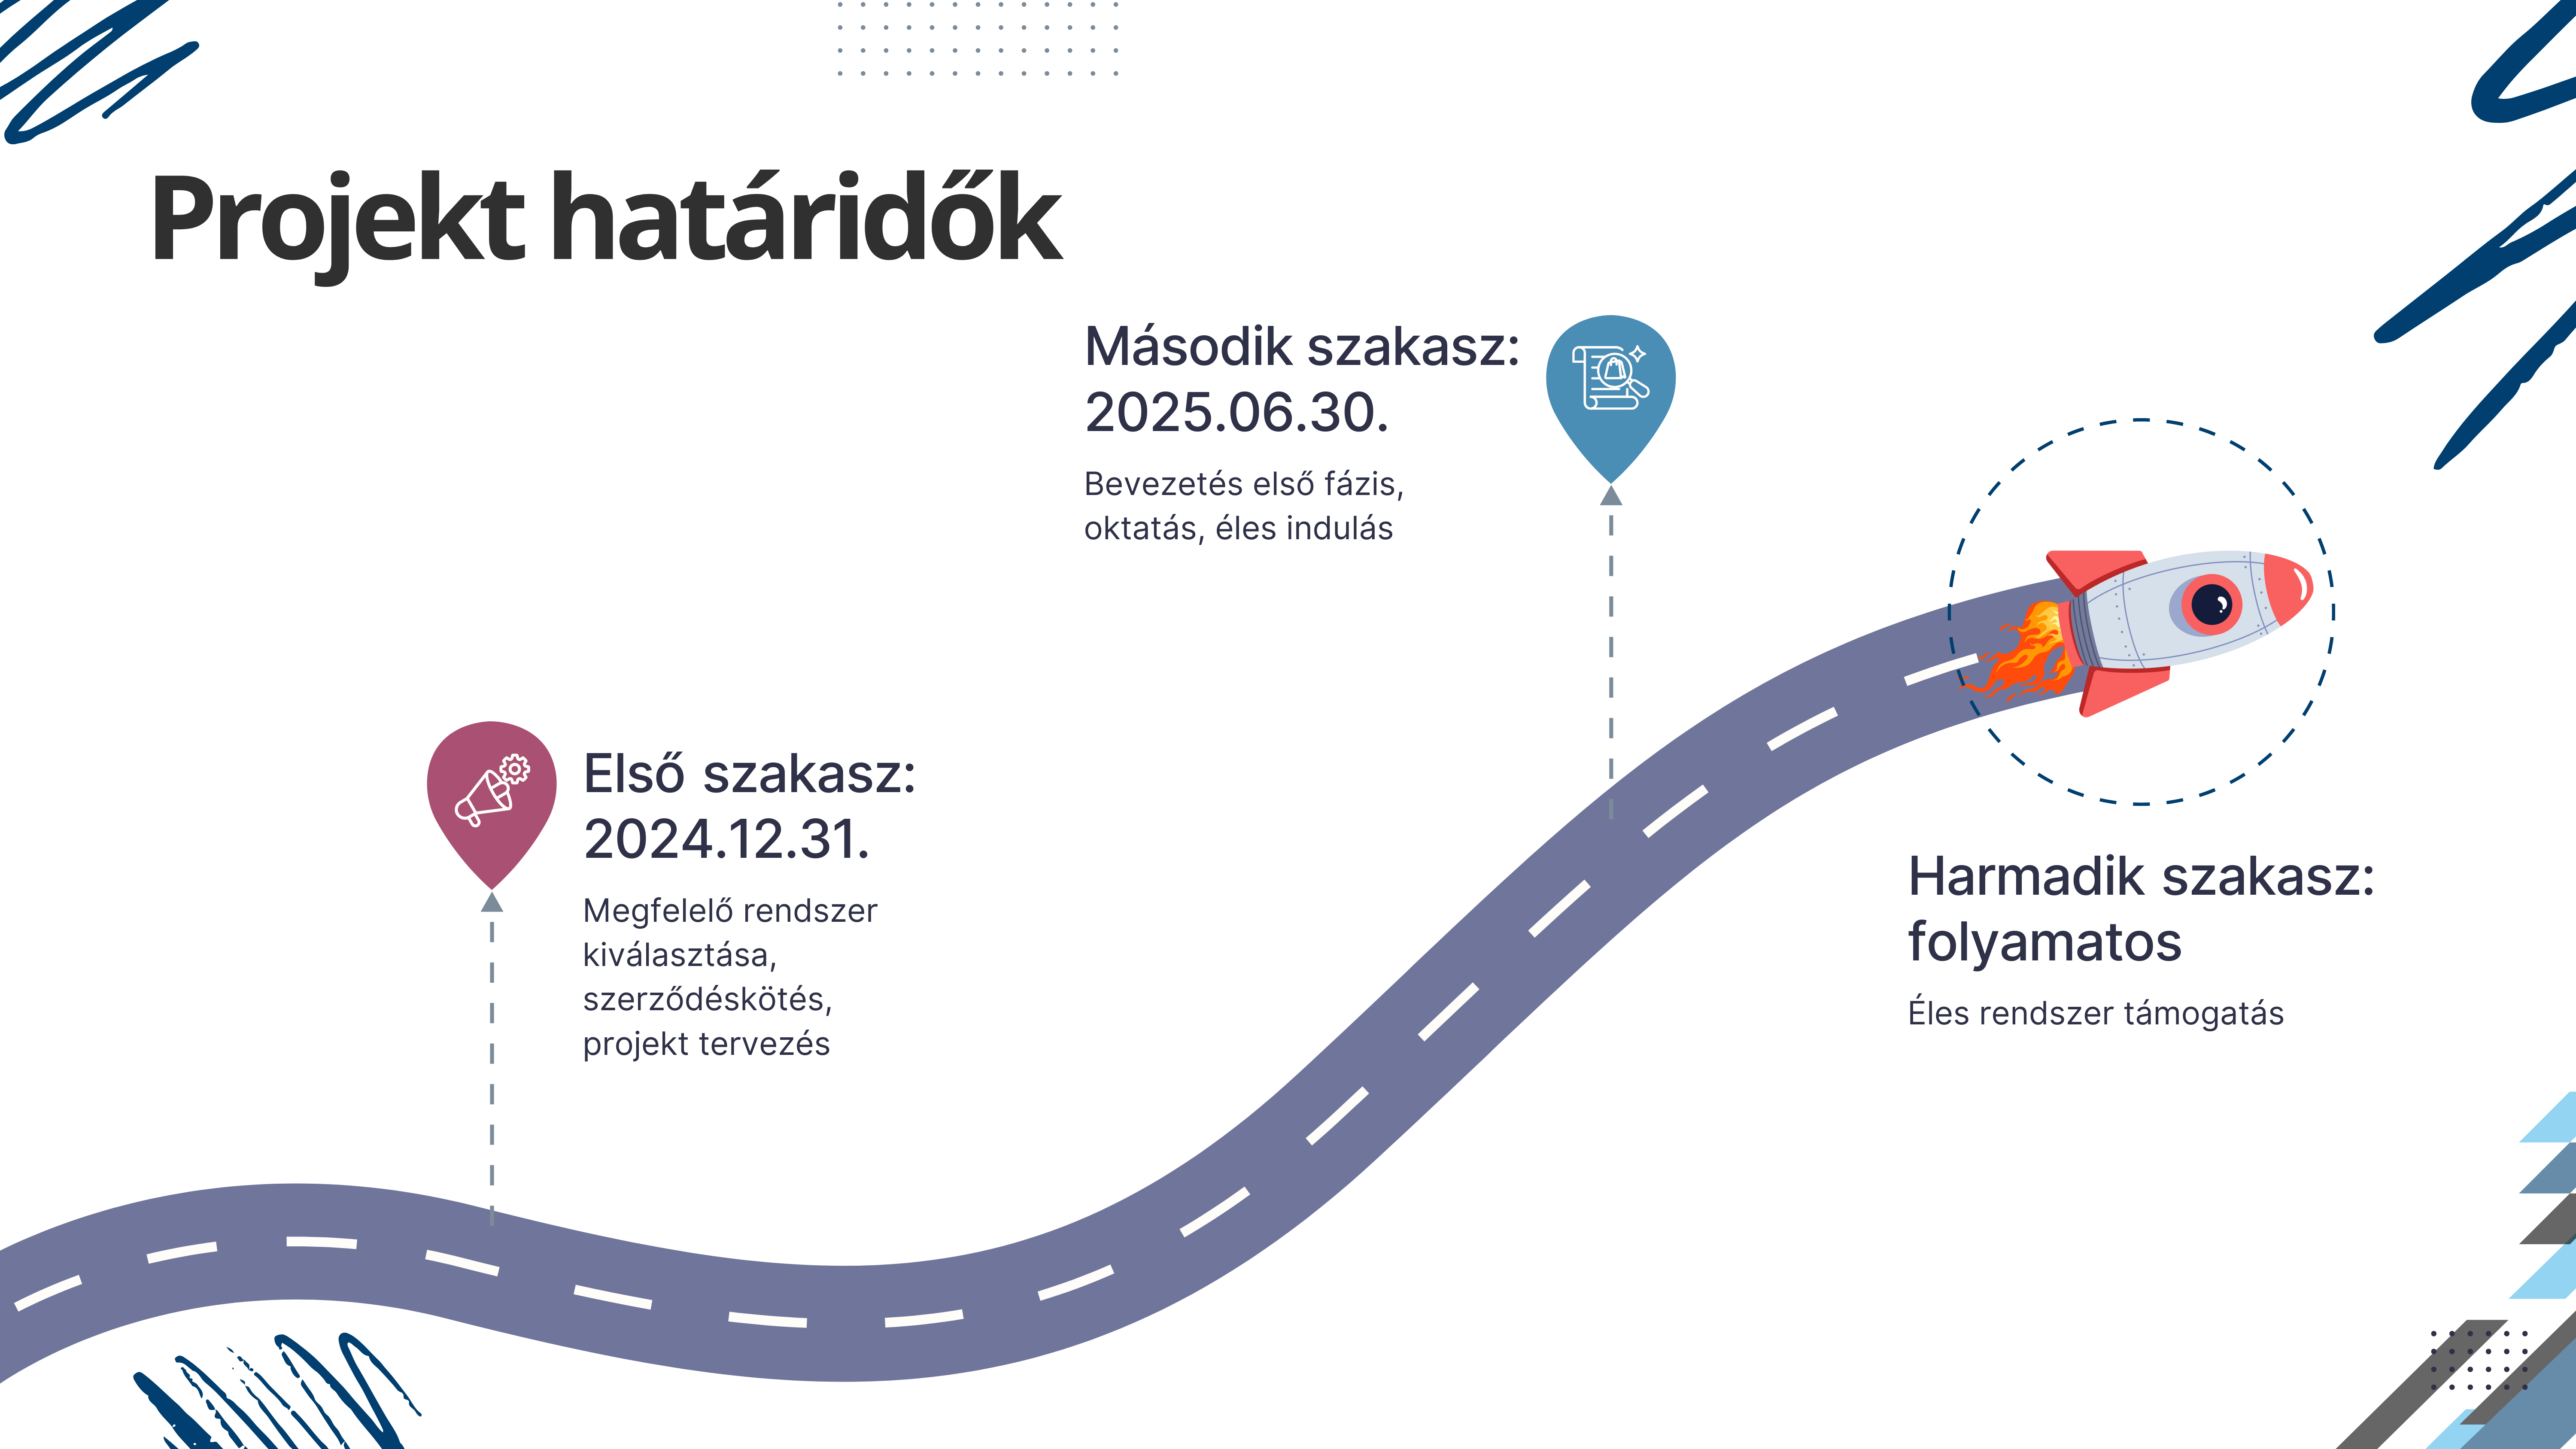 Projekt határidők
Második szakasz:
2025.06.30.
Bevezetés első fázis,
oktatás, éles indulás
Első szakasz:
2024.12.31.
Megfelelő rendszer
kiválasztása,
szerződéskötés,
projekt tervezés
Harmadik szakasz:
folyamatos
Éles rendszer támogatás